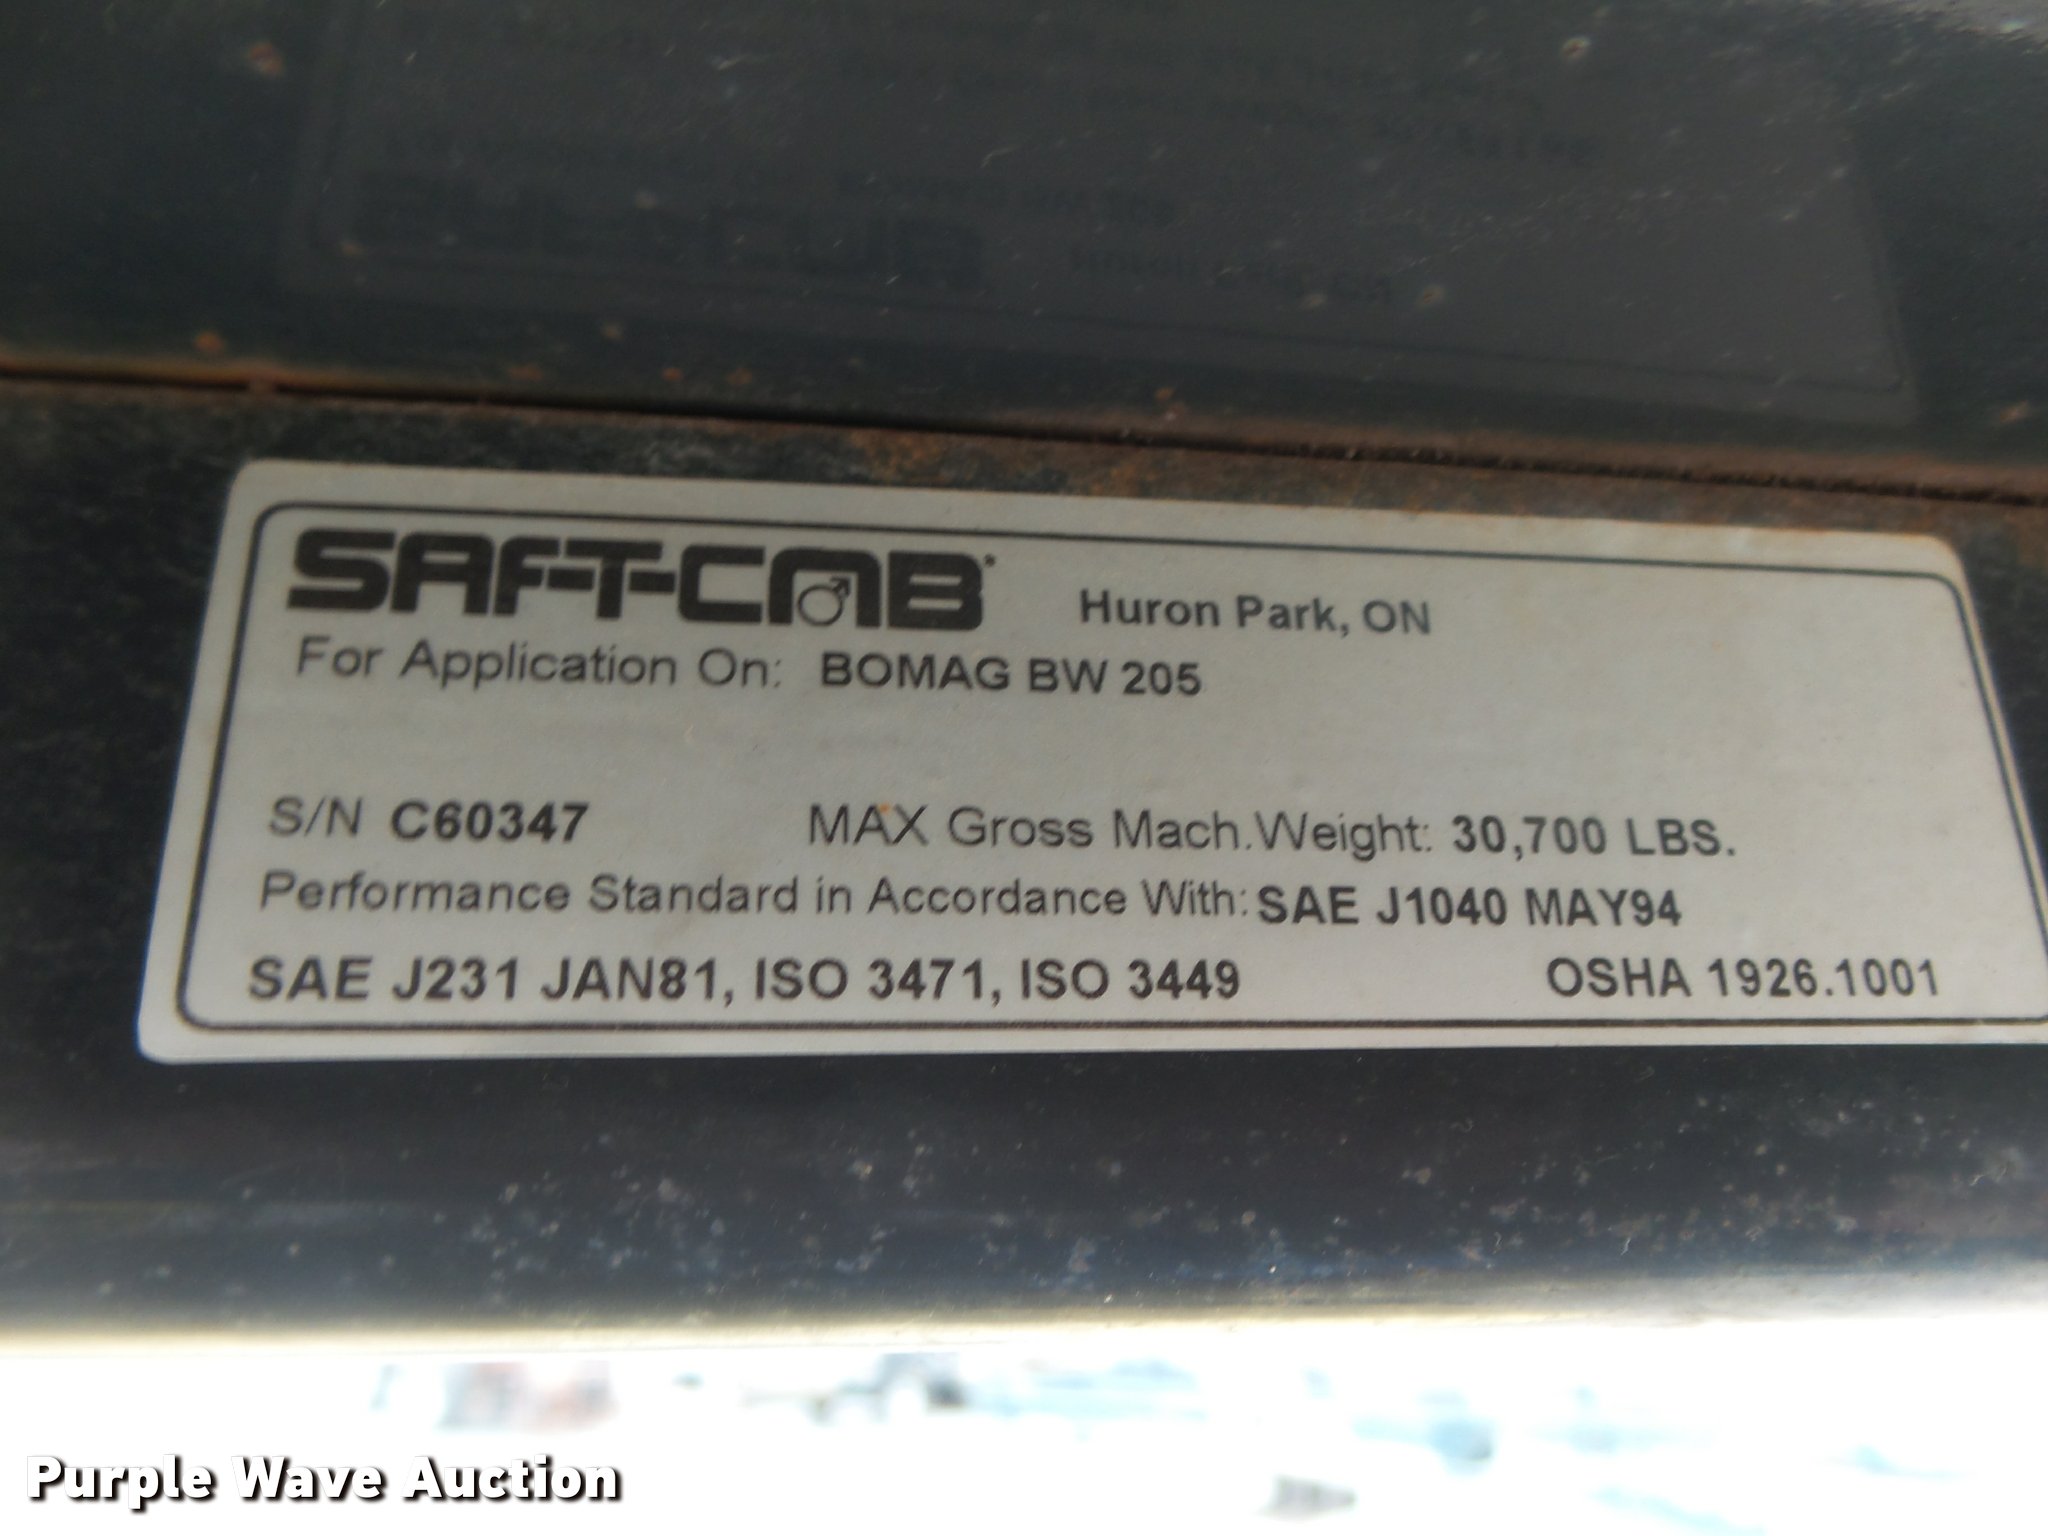 SAF-T-CAB® Huron Park, ON
For Application On: BOMAG BW 205
S/N C60347 MAX Gross Mach.Weight: 30,700 LBS.
Performance Standard in Accordance With: SAE J1040 MAY94
SAE J231 JAN81, ISO 3471, ISO 3449 OSHA 1926.1001
Purple Wave Auction